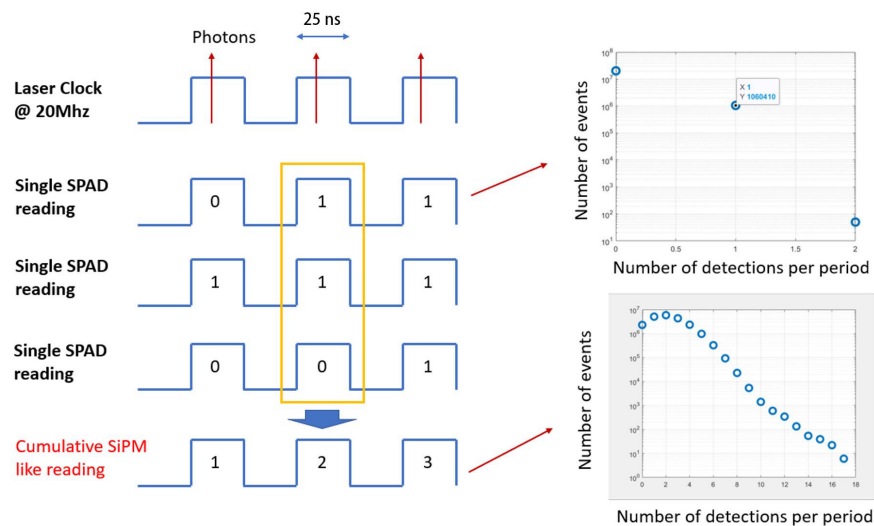 25 ns
Photons
Laser Clock
@ 20Mhz
Single SPAD
reading
0 1 1
Single SPAD
reading
1 1 1
Single SPAD
reading
0 0 1
Cumulative SiPM
like reading
1 2 3
Number of events
10^8
10^7
10^6
10^5
10^4
10^3
10^2
10^1
X 1
Y 1060410
0 0.5 1 1.5 2
Number of detections per period
Number of events
10^7
10^6
10^5
10^4
10^3
10^2
10^1
10^0
0 2 4 6 8 10 12 14 16 18
Number of detections per period